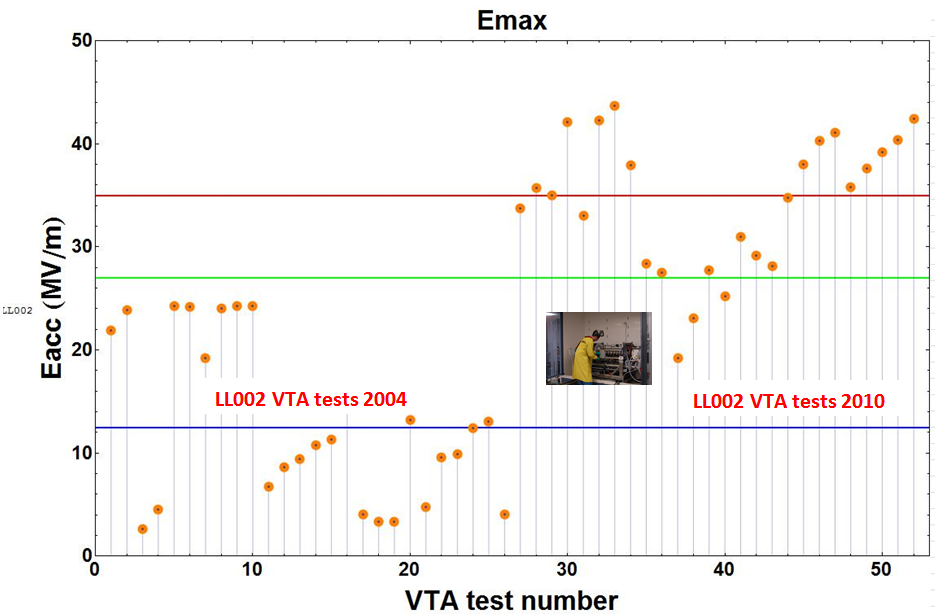 Emax
50
40
30
20
10
0
Eacc (MV/m)
LL002
LL002 VTA tests 2004
LL002 VTA tests 2010
0 10 20 30 40 50
VTA test number